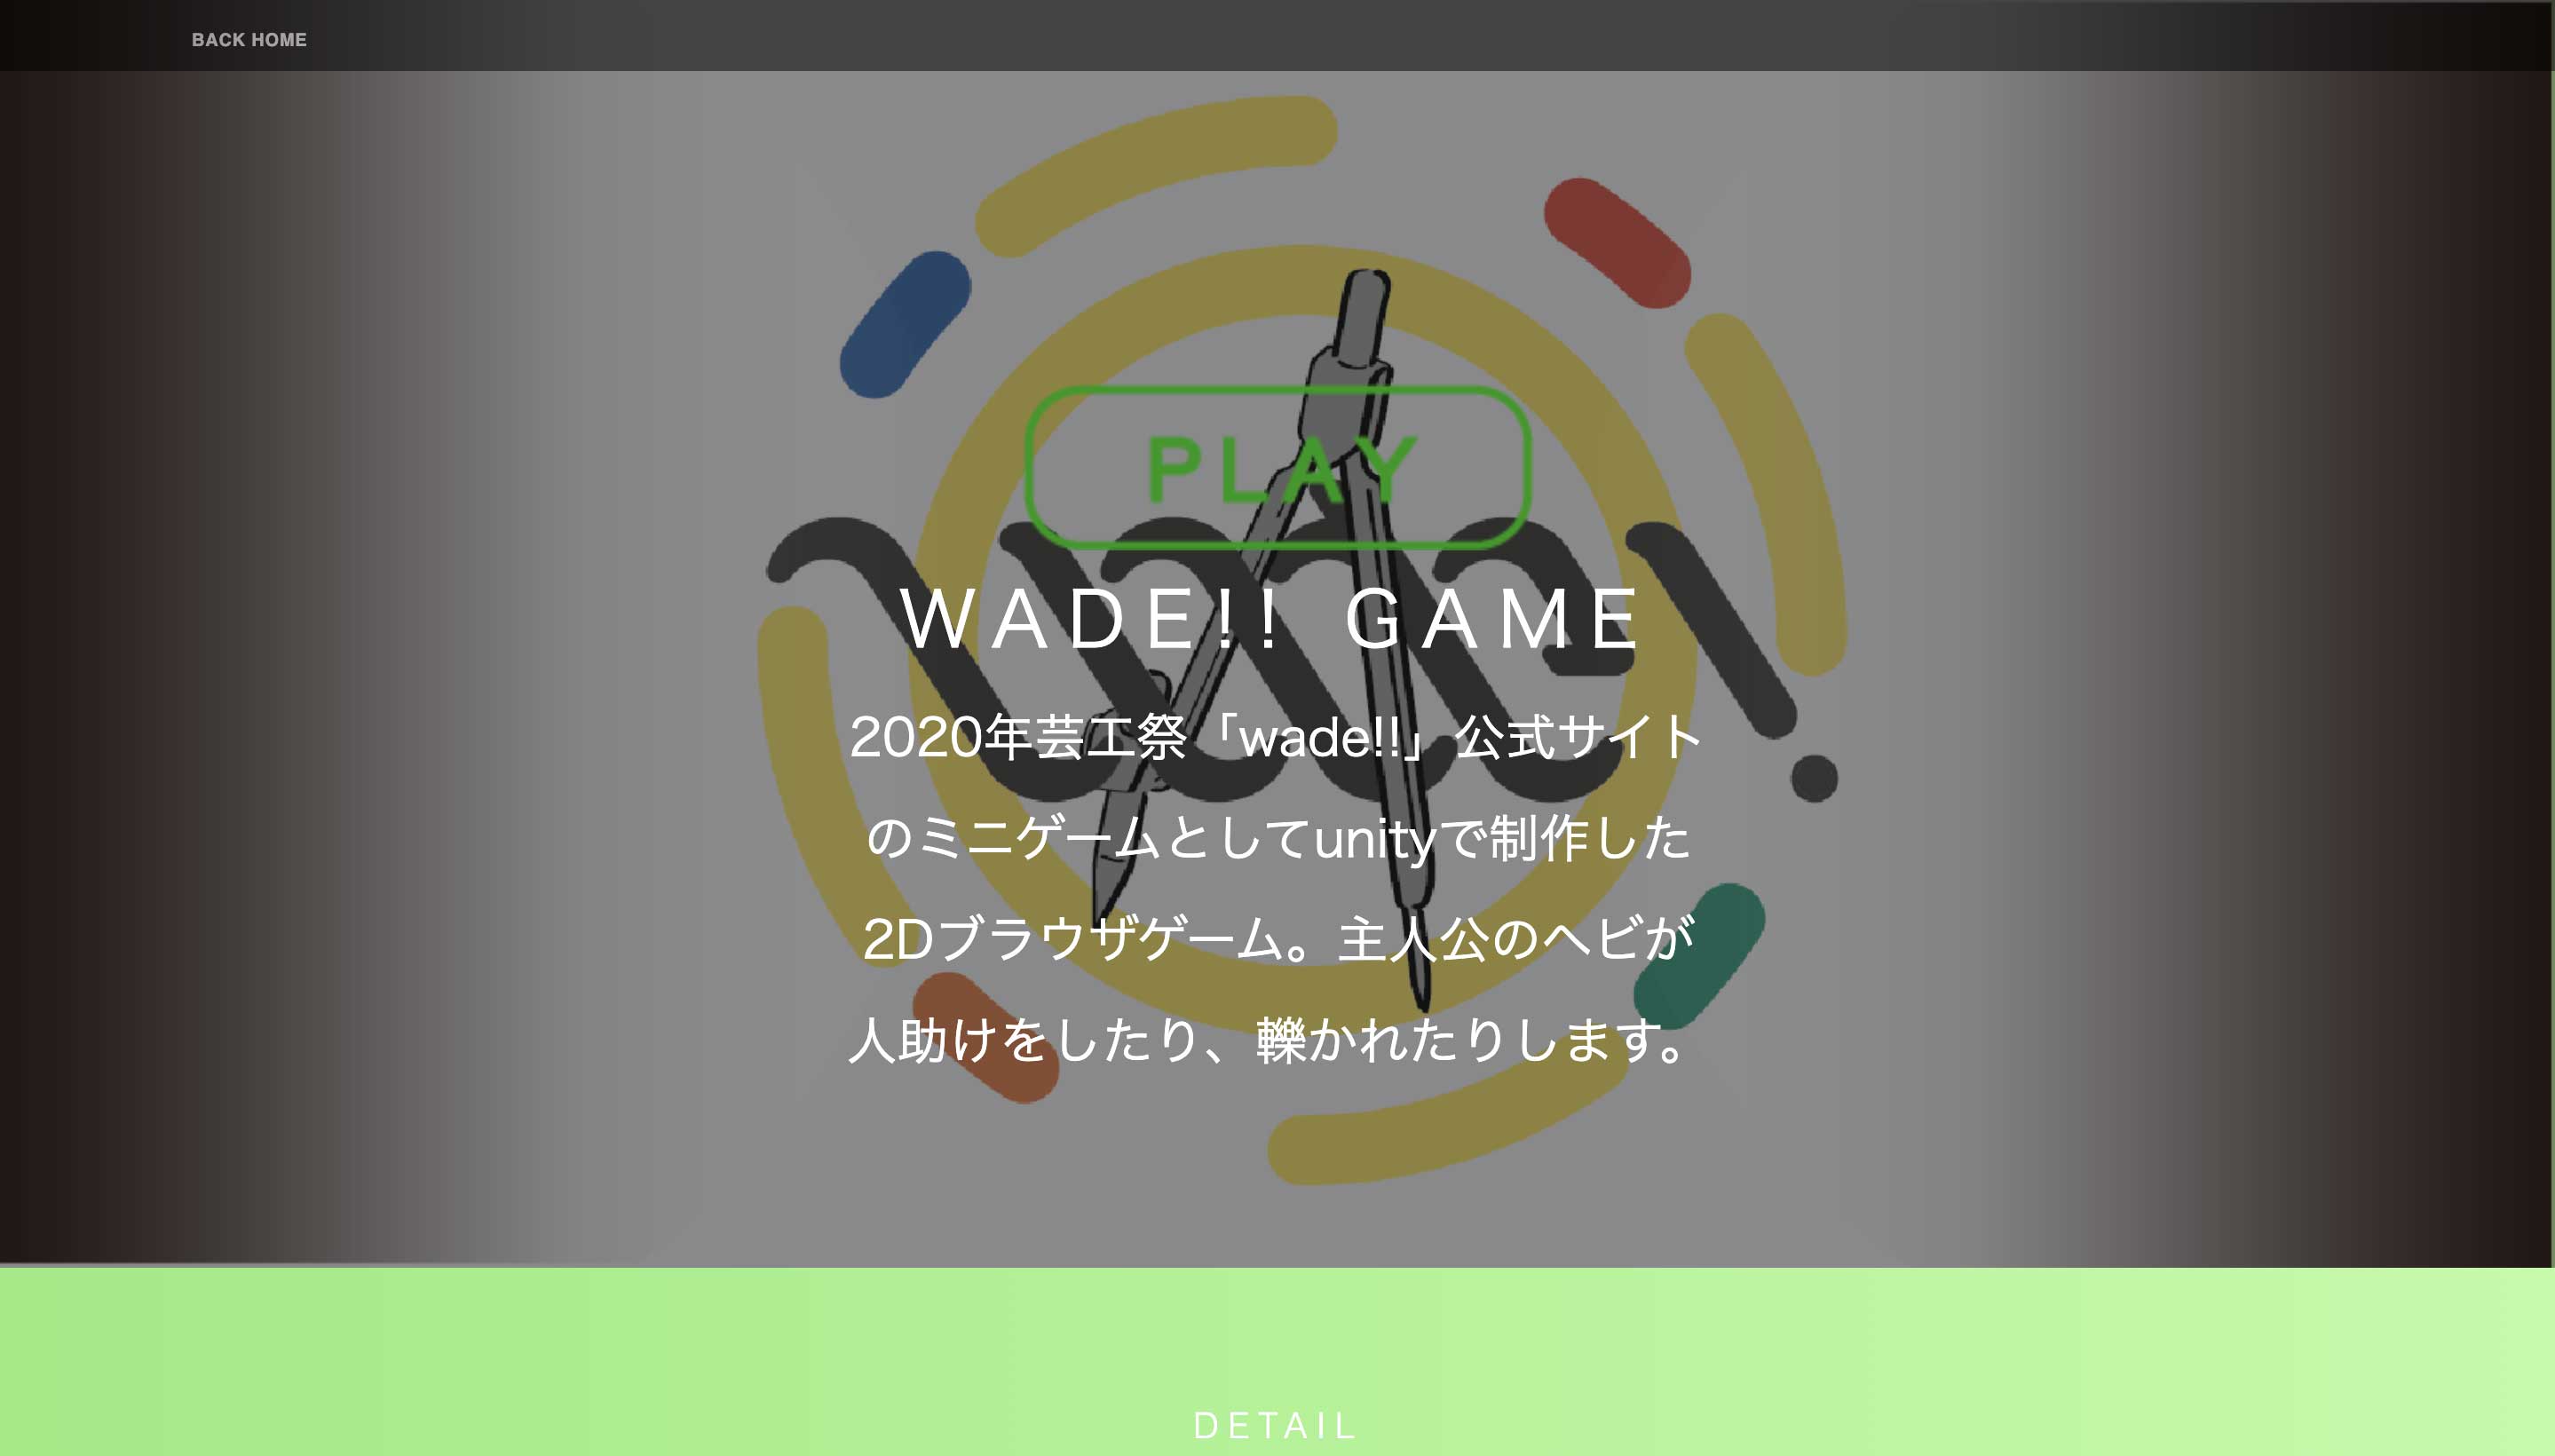 BACK HOME
PLAY
WADE!! GAME
2020年芸工祭「wade!!」公式サイト
のミニゲームとしてunityで制作した
2Dブラウザゲーム。主人公のヘビが
人助けをしたり、轢かれたりします。
DETAIL